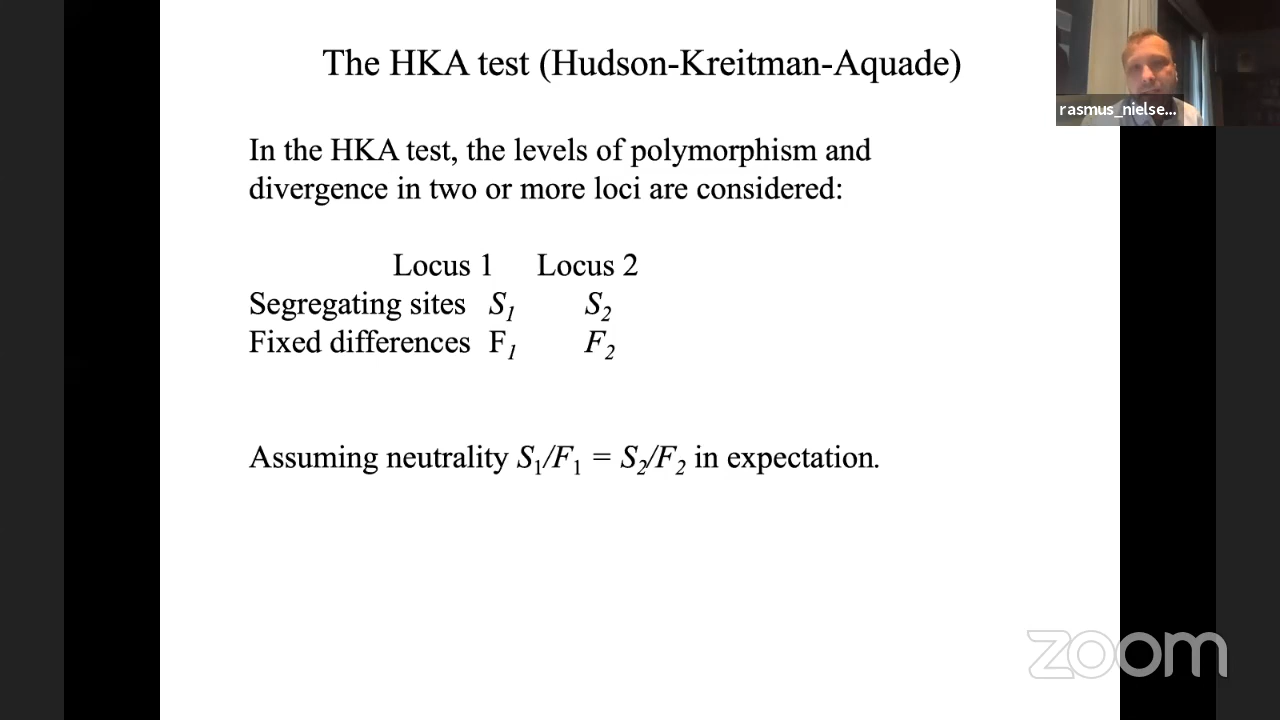 The HKA test (Hudson-Kreitman-Aquade)
rasmus_nielse...
In the HKA test, the levels of polymorphism and
divergence in two or more loci are considered:
Locus 1 Locus 2
Segregating sites S1 S2
Fixed differences F1 F2
Assuming neutrality S1/F1 = S2/F2 in expectation.
zoom